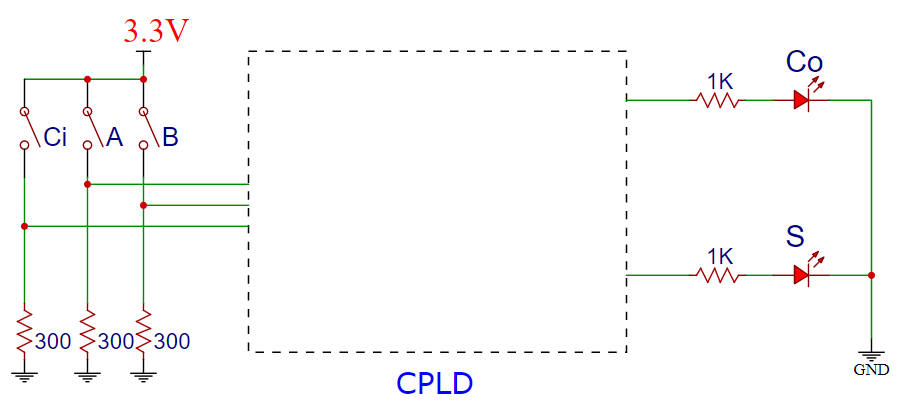 3.3V
Co
1K
Ci
A
B
S
1K
300
300
300
GND
CPLD